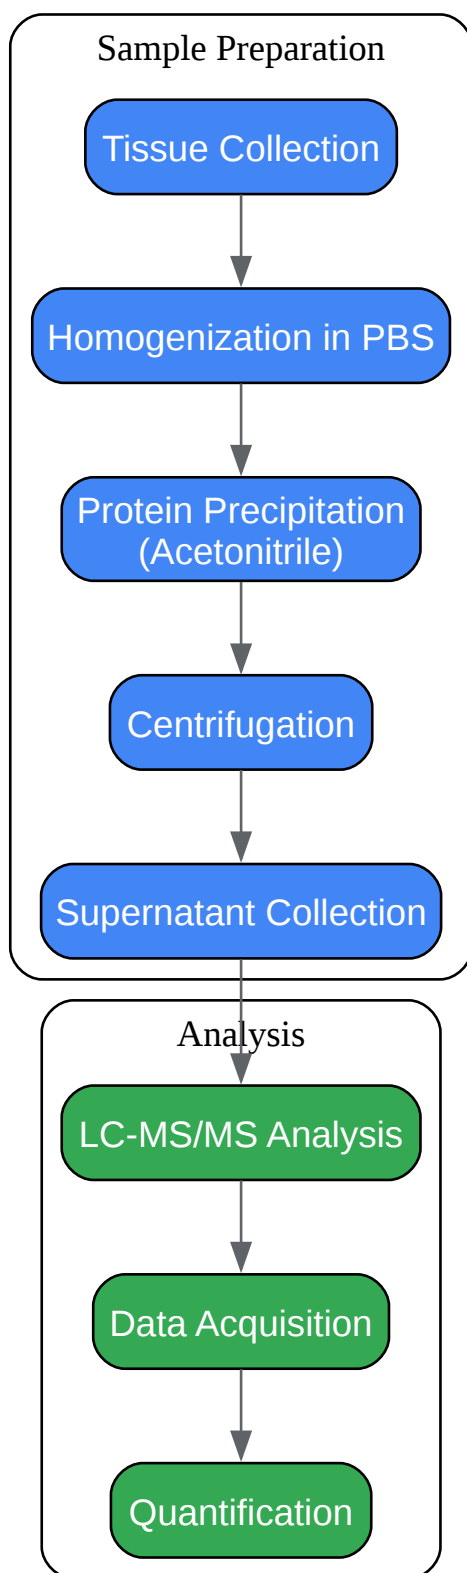 Sample Preparation
Tissue Collection
Homogenization in PBS
Protein Precipitation
(Acetonitrile)
Centrifugation
Supernatant Collection
Analysis
LC-MS/MS Analysis
Data Acquisition
Quantification